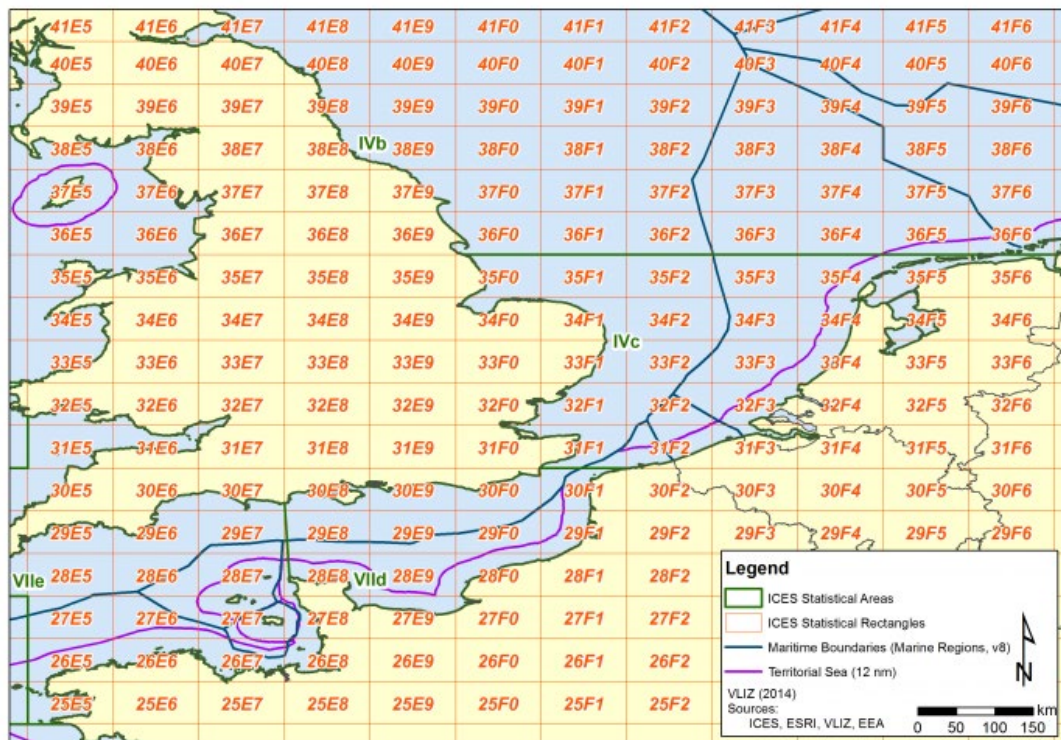 41E5 41E6 41E7 41E8 41E9 41F0 41F1 41F2 41F3 41F4 41F5 41F6
40E5 40E6 40E7 40E8 40E9 40F0 40F1 40F2 40F3 40F4 40F5 40F6
39E5 39E6 39E7 39E8 39E9 39F0 39F1 39F2 39F3 39F4 39F5 39F6
IVb
38E5 38E6 38E7 38E8 38E9 38F0 38F1 38F2 38F3 38F4 38F5 38F6
37E5 37E6 37E7 37E8 37E9 37F0 37F1 37F2 37F3 37F4 37F5 37F6
36E5 36E6 36E7 36E8 36E9 36F0 36F1 36F2 36F3 36F4 36F5 36F6
35E5 35E6 35E7 35E8 35E9 35F0 35F1 35F2 35F3 35F4 35F5 35F6
34E5 34E6 34E7 34E8 34E9 34F0 34F1 34F2 34F3 34F4 34F5 34F6
IVc
33E5 33E6 33E7 33E8 33E9 33F0 33F1 33F2 33F3 33F4 33F5 33F6
32E5 32E6 32E7 32E8 32E9 32F0 32F1 32F2 32F3 32F4 32F5 32F6
31E5 31E6 31E7 31E8 31E9 31F0 31F1 31F2 31F3 31F4 31F5 31F6
30E5 30E6 30E7 30E8 30E9 30F0 30F1 30F2 30F3 30F4 30F5 30F6
29E5 29E6 29E7 29E8 29E9 29F0 29F1 29F2 29F3 29F4 29F5 29F6
VIIe 28E5 28E6 28E7 28E8 VIId 28E9 28F0 28F1 28F2
27E5 27E6 27E7 27E8 27E9 27F0 27F1 27F2
26E5 26E6 26E7 26E8 26E9 26F0 26F1 26F2
25E5 25E6 25E7 25E8 25E9 25F0 25F1 25F2
Legend
ICES Statistical Areas
ICES Statistical Rectangles
Maritime Boundaries (Marine Regions, v8)
Territorial Sea (12 nm)
N
VLIZ (2014)
Sources:
ICES, ESRI, VLIZ, EEA
km
0 50 100 150